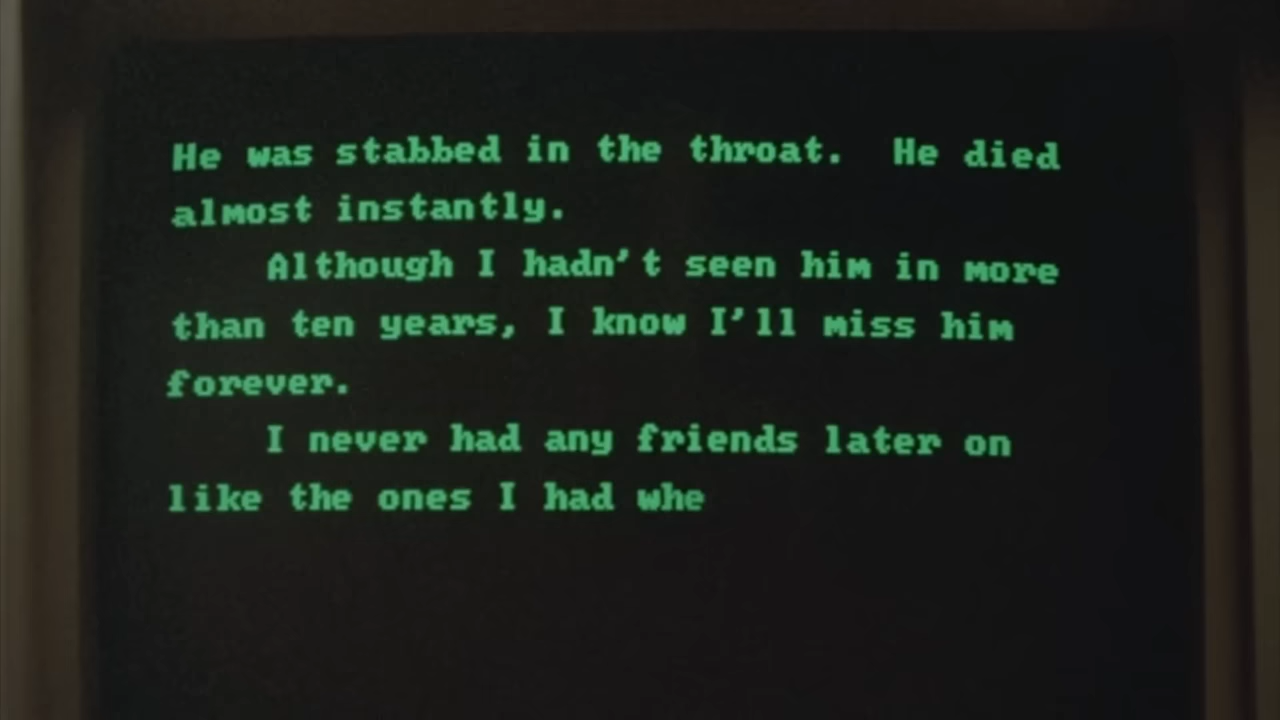 He was stabbed in the throat.  He died
almost instantly.
Although I hadn't seen him in more
than ten years, I know I'll miss him
forever.
I never had any friends later on
like the ones I had whe